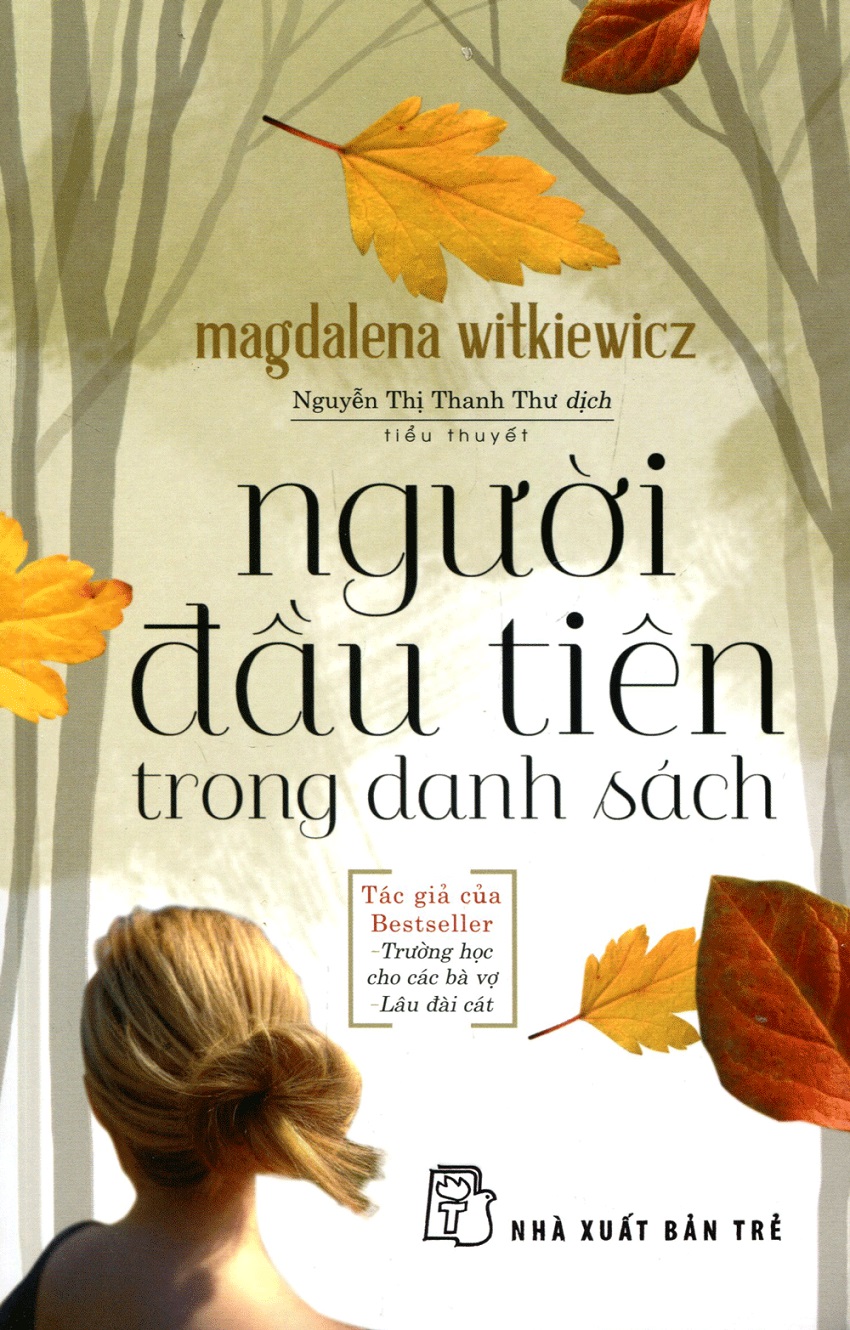 magdalena witkiewicz
Nguyễn Thị Thanh Thư dịch
tiểu thuyết
người
đầu tiên
trong danh sách
Tác giả của
Bestseller
-Trường học
cho các bà vợ
-Lâu đài cát
T
NHÀ XUẤT BẢN TRẺ